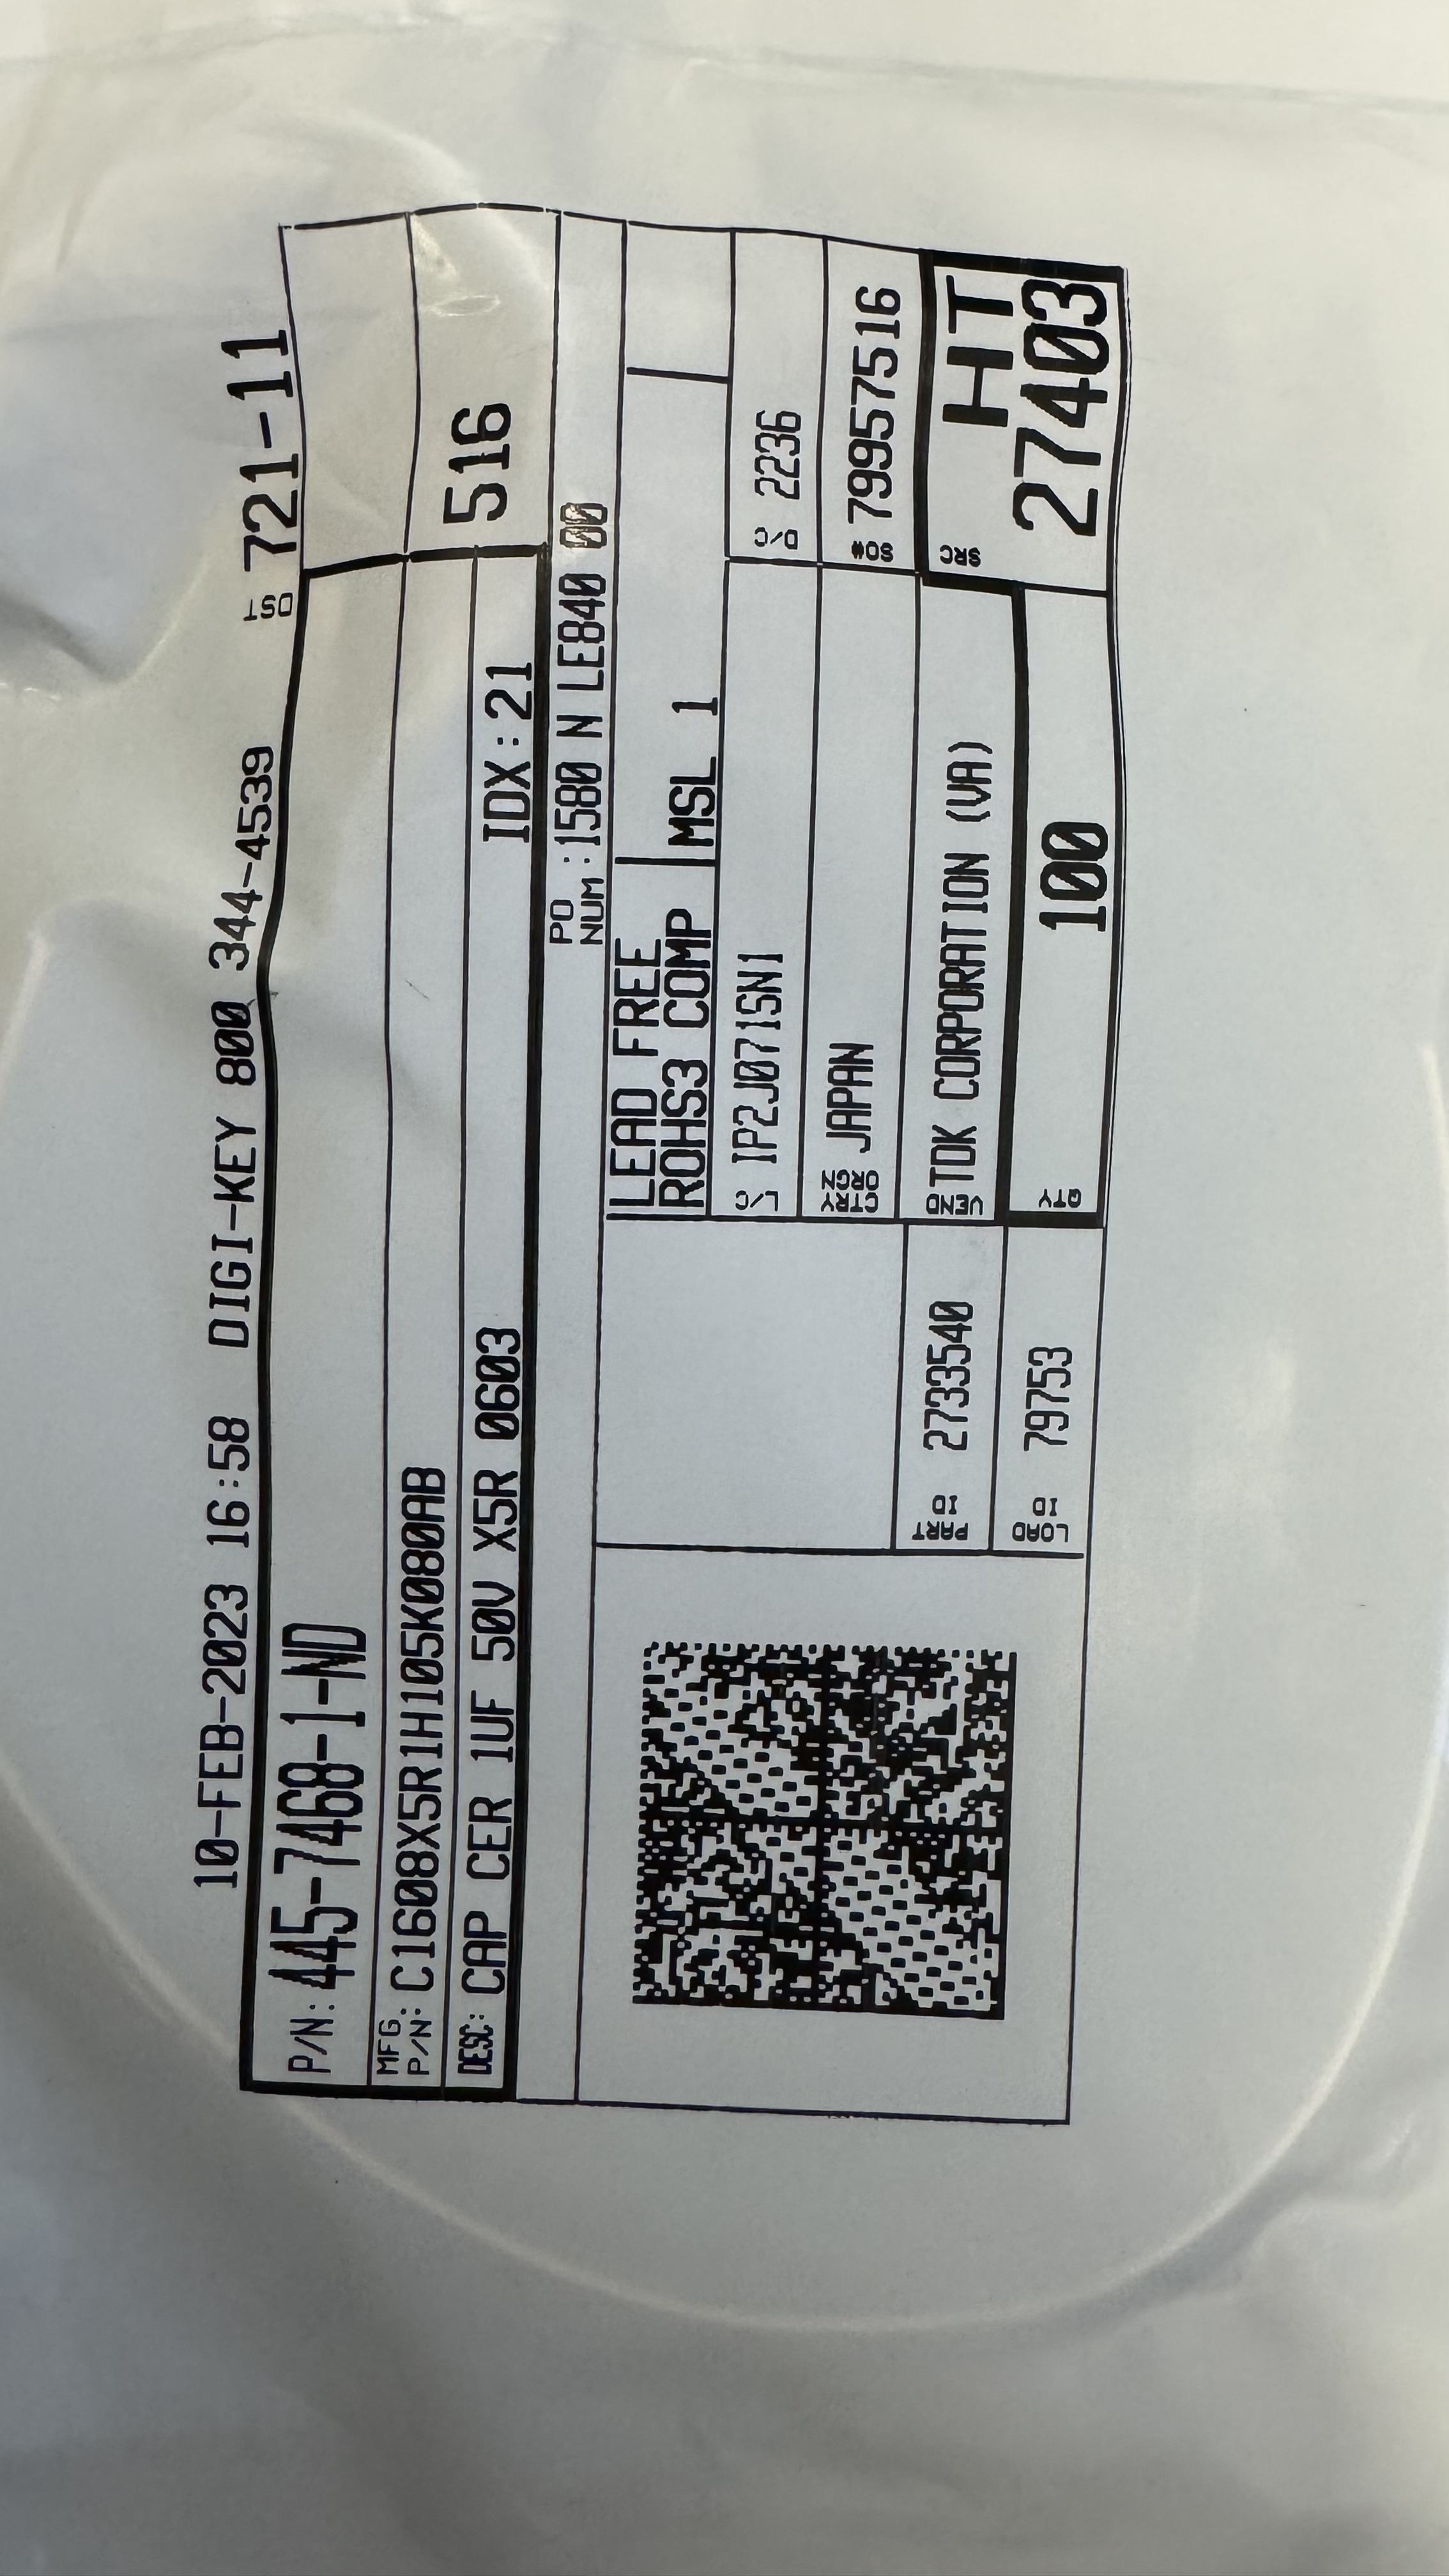 10-FEB-2023 16:58 DIGI-KEY 800 344-4539 DST 721-11
P/N: 445-7468-1-ND
MFG. P/N: C1608X5R1H105K080AB
DESC: CAP CER 1UF 50V X5R 0603 IDX:21
516
PO NUM :1580 N LE840 00
LEAD FREE
ROHS3 COMP
MSL 1
L/C IP2J071SN1
D/C 2236
CTRY ORGN JAPAN
SO# 79957516
PART ID 2733540
VEND TDK CORPORATION (VA)
SRC HT
27403
LOAD ID 79753
QTY 100